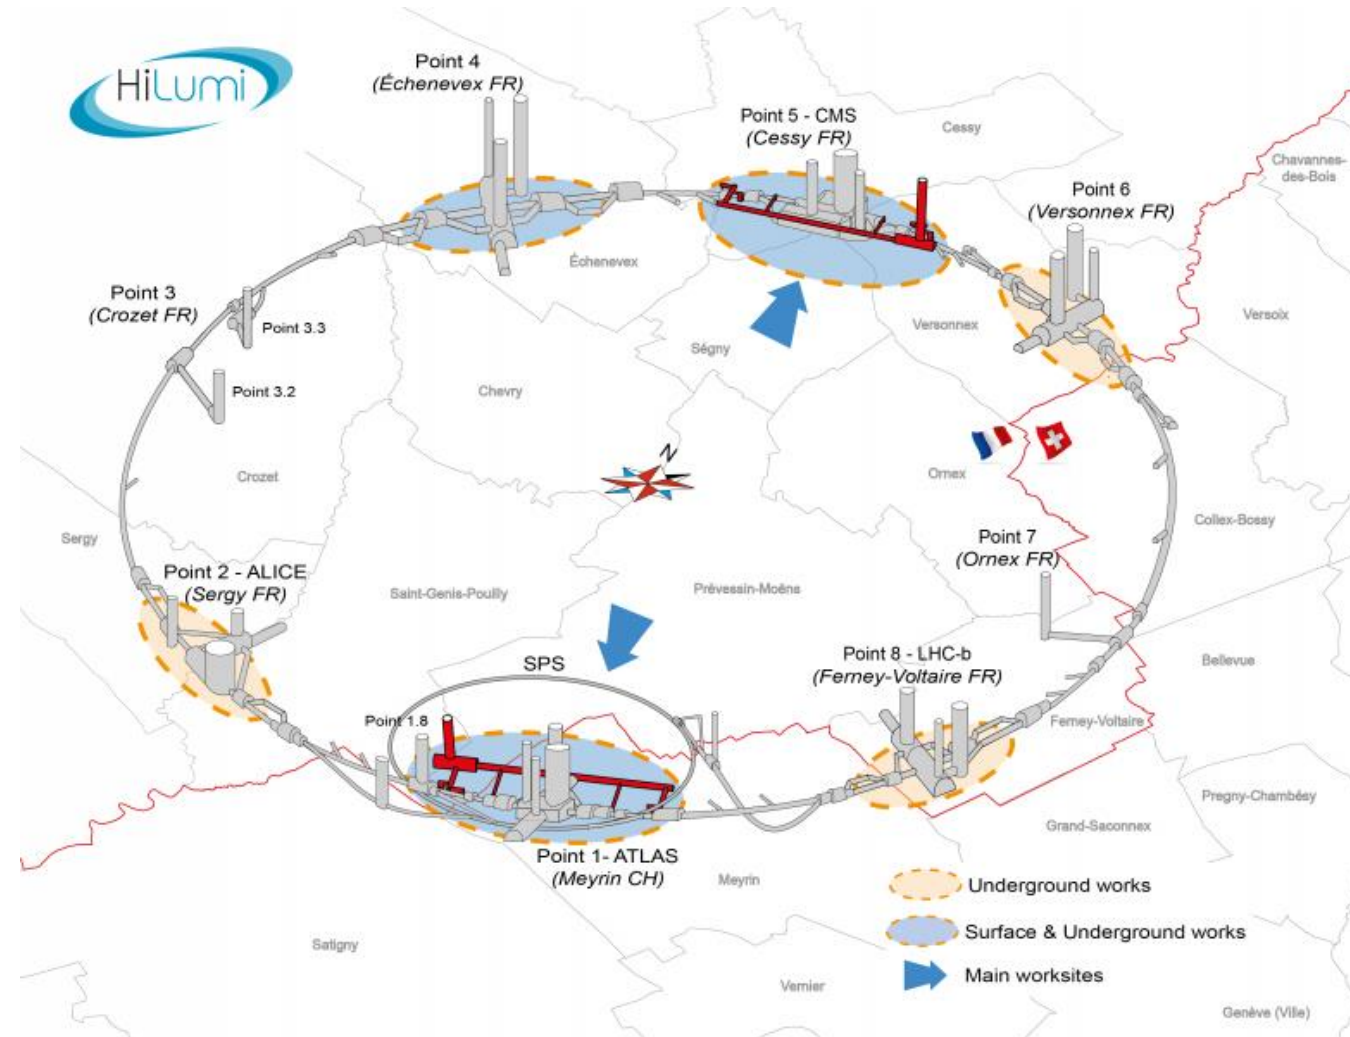 HiLumi
Point 4
(Échenevex FR)
Point 5 - CMS
(Cessy FR)
Cessy
Chavannes-
des-Bois
Point 6
(Versonnex FR)
Échenevex
Point 3
(Crozet FR)
Point 3.3
Versoix
Versonnex
Ségny
Point 3.2
Chevry
N
Crozet
Ornex
Collex-Bossy
Sergy
Point 7
(Ornex FR)
Point 2 - ALICE
(Sergy FR)
Saint-Genis-Pouilly
Prévessin-Moëns
SPS
Point 8 - LHC-b
(Ferney-Voltaire FR)
Bellevue
Point 1.8
Ferney-Voltaire
Pregny-Chambésy
Grand-Saconnex
Point 1- ATLAS
(Meyrin CH)
Meyrin
Underground works
Surface & Underground works
Satigny
Main worksites
Vernier
Genève (Ville)